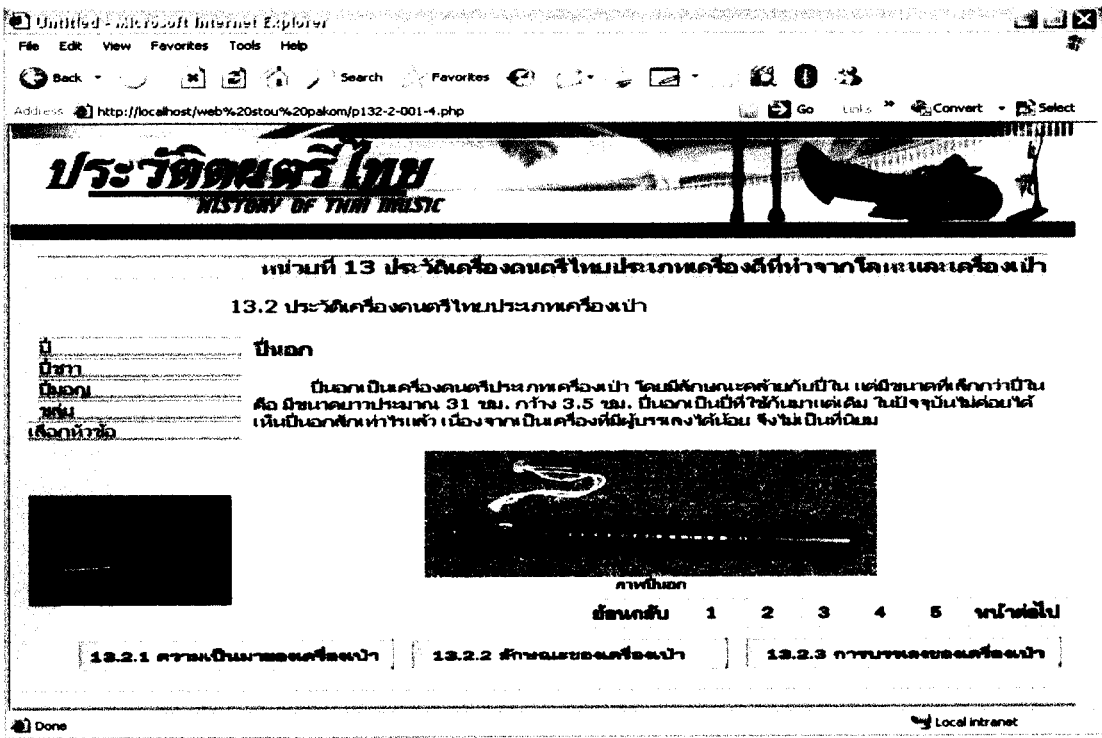 Untitled - Microsoft Internet Explorer
File Edit View Favorites Tools Help
Back Search Favorites
Address http://localhost/web%20stou%20pakom/p132-2-001-4.php Go Links » Convert Select
ประวัติดนตรีไทย
HISTORY OF THAI MUSIC
หน่วยที่ 13 ประวัติเครื่องดนตรีไทยประเภทเครื่องตีที่ทำจากโลหะและเครื่องเป่า
13.2 ประวัติเครื่องดนตรีไทยประเภทเครื่องเป่า
ปี่
ปี่ชวา
ปี่มอญ
ขลุ่ย
เลือกหัวข้อ
ปี่นอก
ปี่นอกเป็นเครื่องดนตรีประเภทเครื่องเป่า โดยมีลักษณะคล้ายกับปี่ใน แต่มีขนาดที่เล็กกว่าปี่ใน
คือ มีขนาดยาวประมาณ 31 ซม. กว้าง 3.5 ซม. ปี่นอกเป็นปี่ที่ใช้กันมาแต่เดิม ในปัจจุบันไม่ค่อยได้
เห็นปี่นอกสักเท่าไรแล้ว เนื่องจากเป็นเครื่องที่มีผู้บรรเลงได้น้อย จึงไม่เป็นที่นิยม
ภาพปี่นอก
ย้อนกลับ 1 2 3 4 5 หน้าต่อไป
13.2.1 ความเป็นมาของเครื่องเป่า 13.2.2 ลักษณะของเครื่องเป่า 13.2.3 การบรรเลงของเครื่องเป่า
Done Local intranet